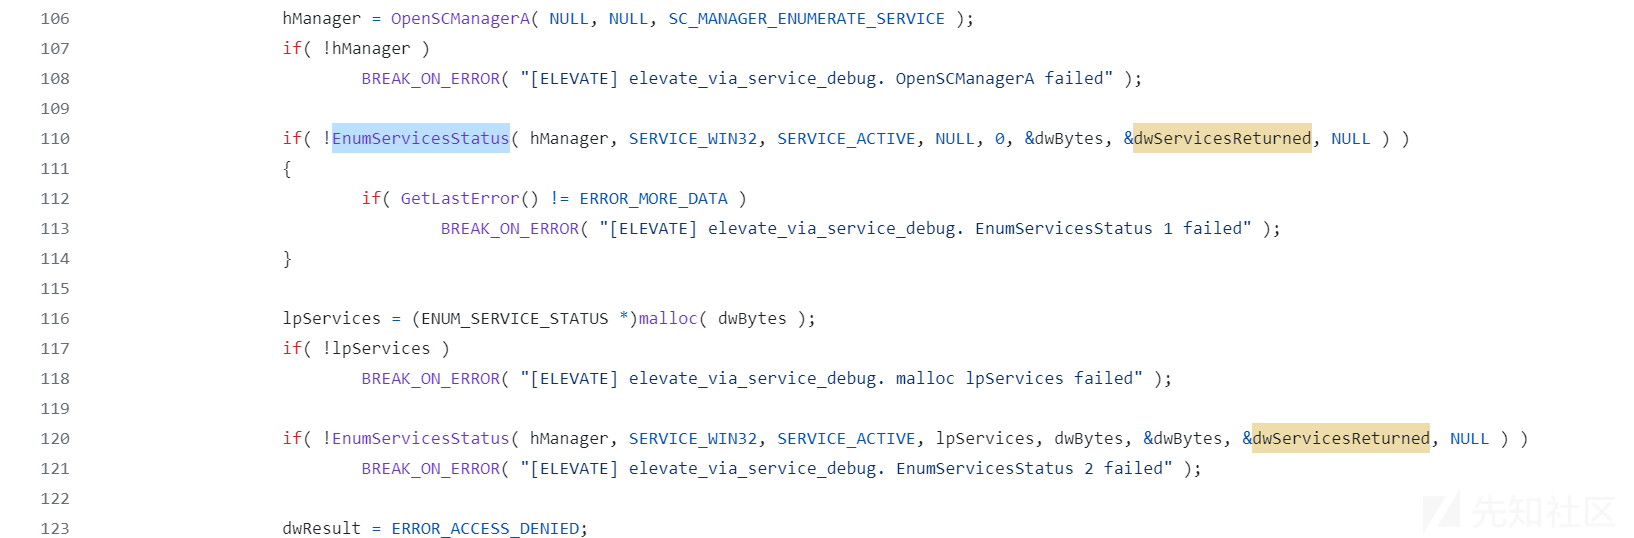 106 hManager = OpenSCManagerA( NULL, NULL, SC_MANAGER_ENUMERATE_SERVICE );
107 if( !hManager )
108 BREAK_ON_ERROR( "[ELEVATE] elevate_via_service_debug. OpenSCManagerA failed" );
109
110 if( !EnumServicesStatus( hManager, SERVICE_WIN32, SERVICE_ACTIVE, NULL, 0, &dwBytes, &dwServicesReturned, NULL ) )
111 {
112 if( GetLastError() != ERROR_MORE_DATA )
113 BREAK_ON_ERROR( "[ELEVATE] elevate_via_service_debug. EnumServicesStatus 1 failed" );
114 }
115
116 lpServices = (ENUM_SERVICE_STATUS *)malloc( dwBytes );
117 if( !lpServices )
118 BREAK_ON_ERROR( "[ELEVATE] elevate_via_service_debug. malloc lpServices failed" );
119
120 if( !EnumServicesStatus( hManager, SERVICE_WIN32, SERVICE_ACTIVE, lpServices, dwBytes, &dwBytes, &dwServicesReturned, NULL ) )
121 BREAK_ON_ERROR( "[ELEVATE] elevate_via_service_debug. EnumServicesStatus 2 failed" );
122
123 dwResult = ERROR_ACCESS_DENIED;
先知社区